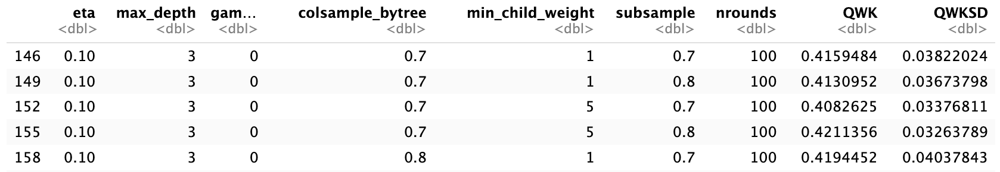 eta max_depth gam... colsample_bytree min_child_weight subsample nrounds QWK QWKSD
<dbl> <dbl> <dbl> <dbl> <dbl> <dbl> <dbl> <dbl> <dbl>
146 0.10 3 0 0.7 1 0.7 100 0.4159484 0.03822024
149 0.10 3 0 0.7 1 0.8 100 0.4130952 0.03673798
152 0.10 3 0 0.7 5 0.7 100 0.4082625 0.03376811
155 0.10 3 0 0.7 5 0.8 100 0.4211356 0.03263789
158 0.10 3 0 0.8 1 0.7 100 0.4194452 0.04037843